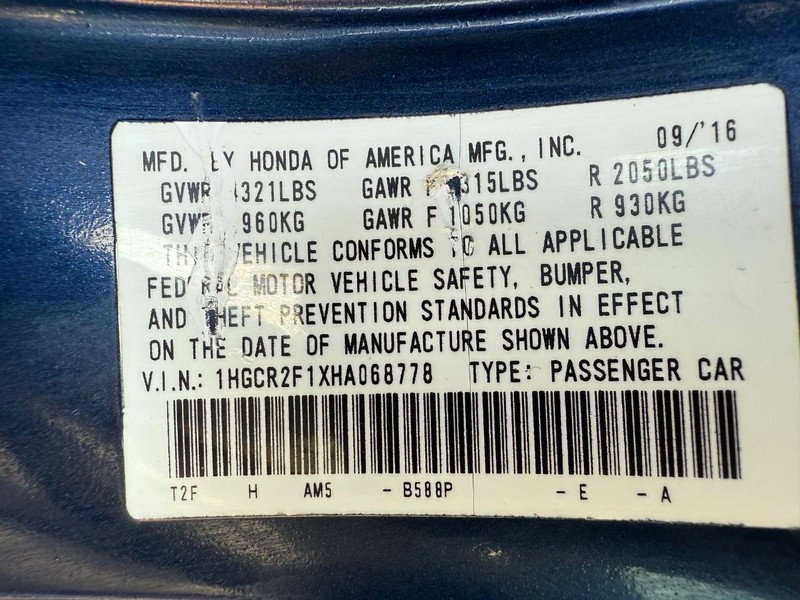 MFD. BY HONDA OF AMERICA MFG., INC. 09/'16
GVWR 4321LBS GAWR F 315LBS R 2050LBS
GVWR 960KG GAWR F 1050KG R 930KG
THIS VEHICLE CONFORMS TO ALL APPLICABLE
FEDERAL MOTOR VEHICLE SAFETY, BUMPER,
AND THEFT PREVENTION STANDARDS IN EFFECT
ON THE DATE OF MANUFACTURE SHOWN ABOVE.
V.I.N.: 1HGCR2F1XHA068778 TYPE: PASSENGER CAR
T2F H AM5 - B588P - E - A